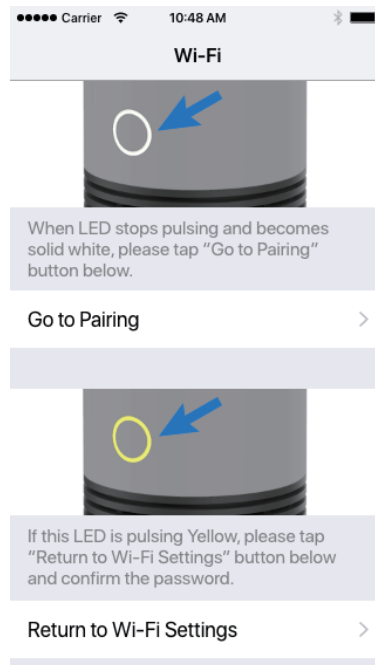 Carrier 10:48 AM
Wi-Fi
When LED stops pulsing and becomes
solid white, please tap “Go to Pairing”
button below.
Go to Pairing
If this LED is pulsing Yellow, please tap
“Return to Wi-Fi Settings” button below
and confirm the password.
Return to Wi-Fi Settings